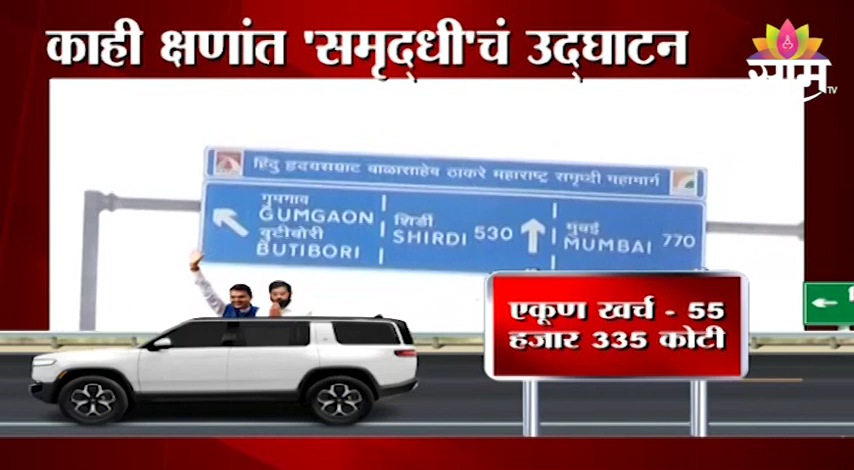 काही क्षणांत 'समृद्धी'चं उद्घाटन
साम TV
हिंदु हृदयसम्राट बाळासाहेब ठाकरे महाराष्ट्र समृध्दी महामार्ग
गुमगाव
GUMGAON
बुटीबोरी
BUTIBORI
शिर्डी
SHIRDI 530
मुंबई
MUMBAI 770
एकूण खर्च - 55
हजार 335 कोटी